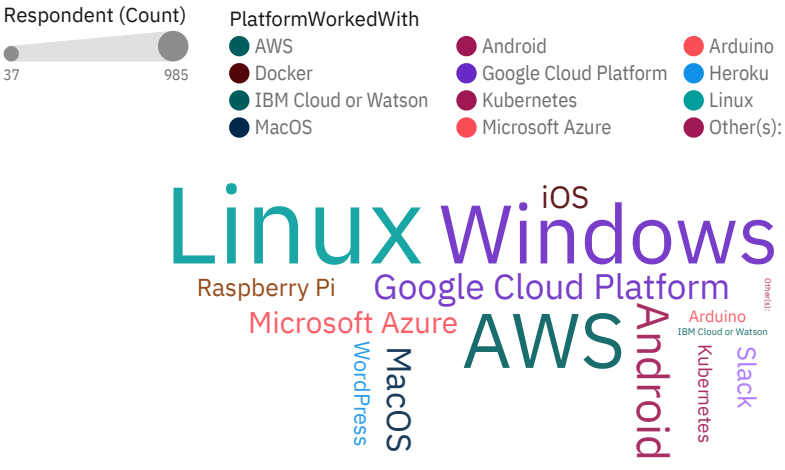 Respondent (Count)
37 985
PlatformWorkedWith
AWS Android Arduino
Docker Google Cloud Platform Heroku
IBM Cloud or Watson Kubernetes Linux
MacOS Microsoft Azure Other(s):
Linux Windows iOS
Raspberry Pi Google Cloud Platform Other(s):
Microsoft Azure AWS Android Arduino
IBM Cloud or Watson
WordPress MacOS Kubernetes Slack